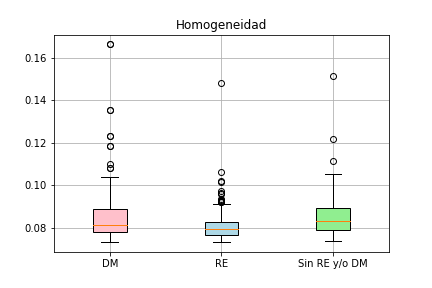 Homogeneidad
0.16
0.14
0.12
0.10
0.08
DM RE Sin RE y/o DM